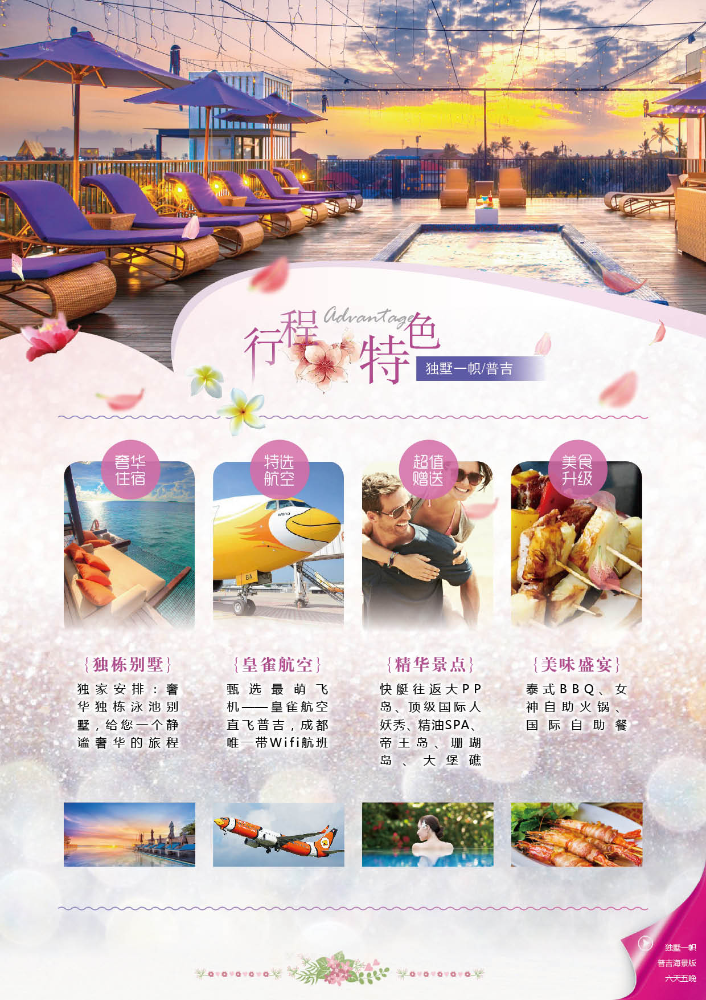 行程特色
Advantage
独墅一帜/普吉
奢华
住宿
特选
航空
超值
赠送
美食
升级
BA
{独栋别墅}
独家安排：奢
华独栋泳池别
墅，给您一个静
谧奢华的旅程
{皇雀航空}
甄选最萌飞
机——皇雀航空
直飞普吉，成都
唯一带Wifi航班
{精华景点}
快艇往返大PP
岛、顶级国际人
妖秀、精油SPA、
帝王岛、珊瑚
岛、大堡礁
{美味盛宴}
泰式BBQ、女
神自助火锅、
国际自助餐
独墅一帜
普吉海景版
六天五晚